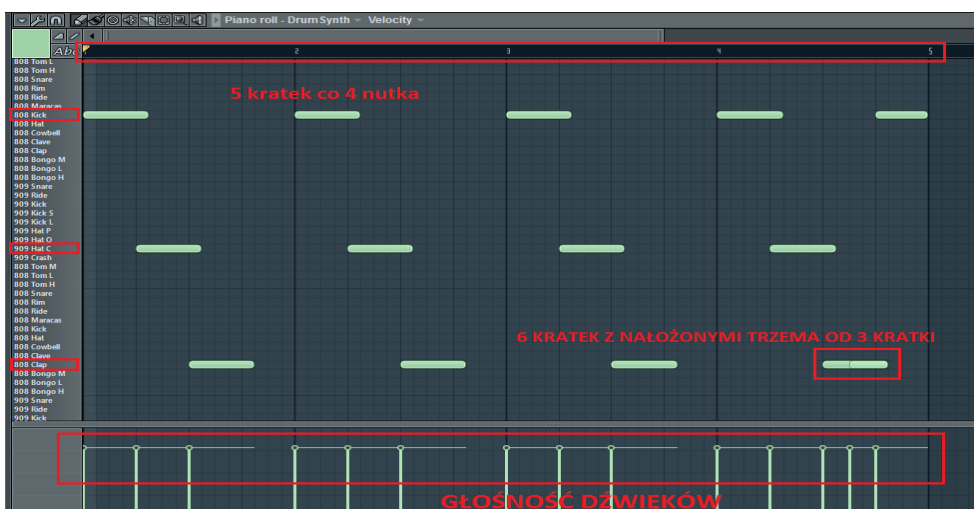 Piano roll - DrumSynth Velocity
Abc
2 3 4 5
808 Tom L
808 Tom H
808 Snare
808 Rim
808 Ride
808 Maracas
808 Kick
808 Hat
808 Cowbell
808 Clave
808 Clap
808 Bongo M
808 Bongo L
808 Bongo H
909 Snare
909 Ride
909 Kick
909 Kick S
909 Kick L
909 Hat P
909 Hat O
909 Hat C
909 Crash
808 Tom M
808 Tom L
808 Tom H
808 Snare
808 Rim
808 Ride
808 Maracas
808 Kick
808 Hat
808 Cowbell
808 Clave
808 Clap
808 Bongo M
808 Bongo L
808 Bongo H
909 Snare
909 Ride
909 Kick
5 kratek co 4 nutka
6 KRATEK Z NAŁOŻONYMI TRZEMA OD 3 KRATKI
GŁOŚNOŚĆ DŹWIEKÓW